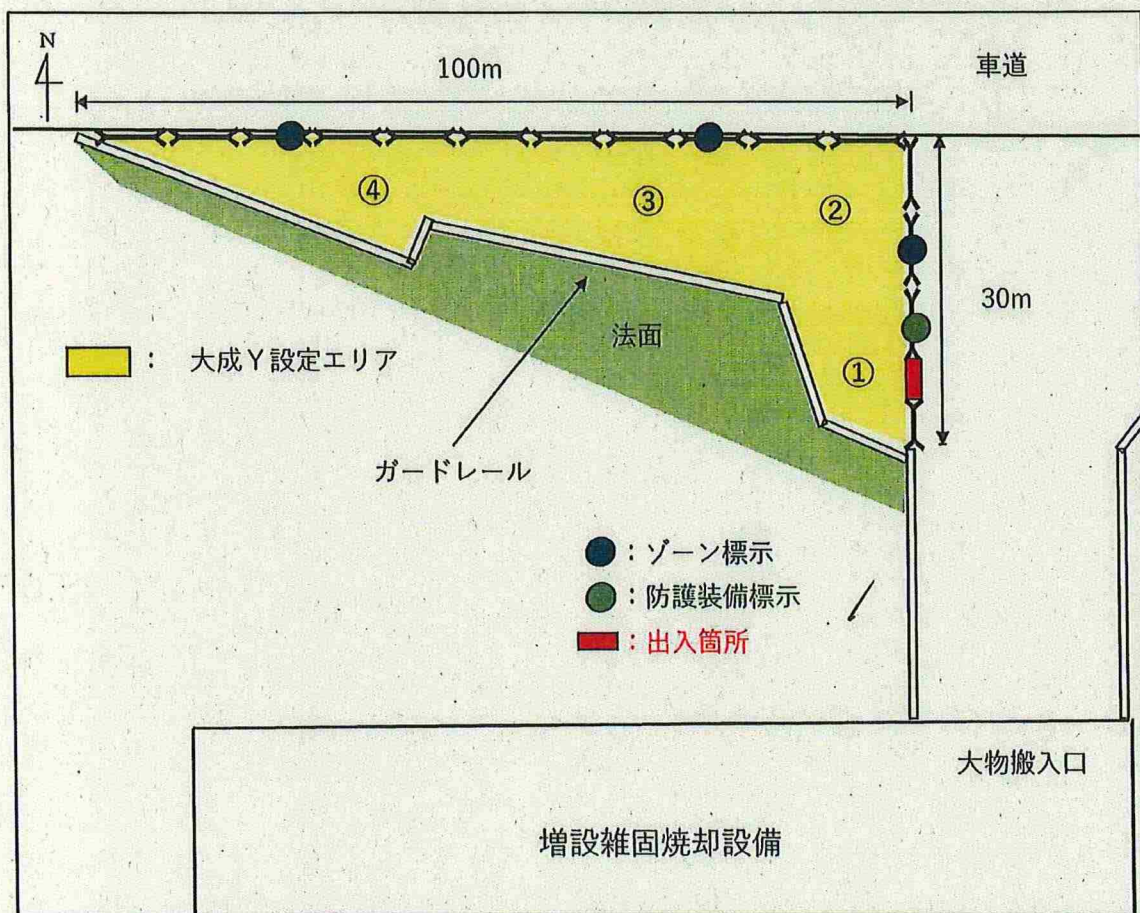 N
100m
車道
④
③
②
30m
①
法面
： 大成Y設定エリア
ガードレール
：ゾーン標示
：防護装備標示
：出入箇所
大物搬入口
増設雑固焼却設備